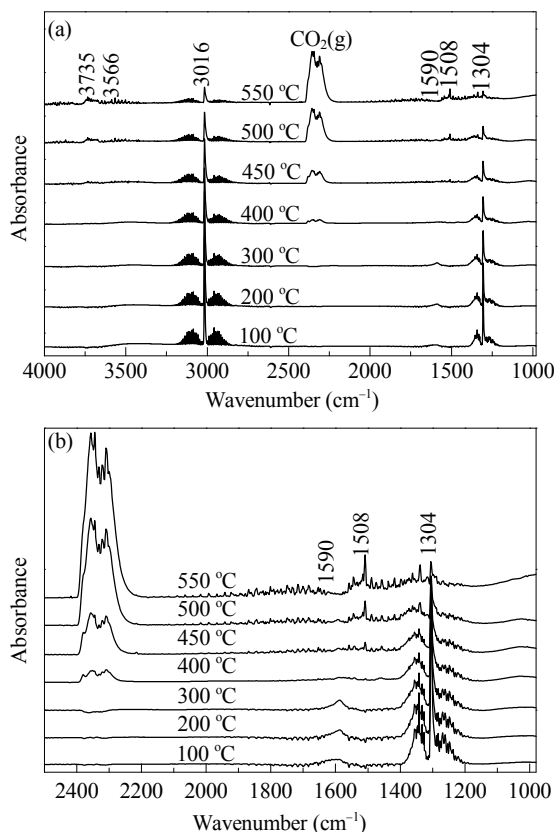 (a)
CO₂(g)
3735
3566
3016
1590
1508
1304
550 °C
500 °C
450 °C
400 °C
300 °C
200 °C
100 °C
Absorbance
4000 3500 3000 2500 2000 1500 1000
Wavenumber (cm⁻¹)
(b)
1590
1508
1304
550 °C
500 °C
450 °C
400 °C
300 °C
200 °C
100 °C
Absorbance
2400 2200 2000 1800 1600 1400 1200 1000
Wavenumber (cm⁻¹)